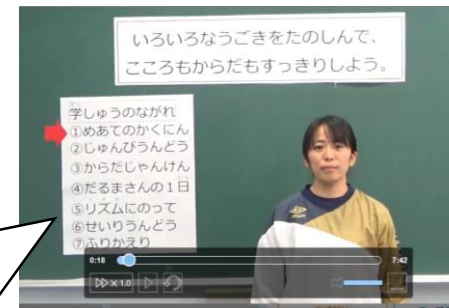 いろいろなうごきをたのしんで、
こころもからだもすっきりしよう。
学しゅうのながれ
①めあてのかくにん
②じゅんびうんどう
③からだじゃんけん
④だるまさんの1日
⑤リズムにのって
⑥せいりうんどう
⑦ふりかえり
0:18
7:42
×1.0